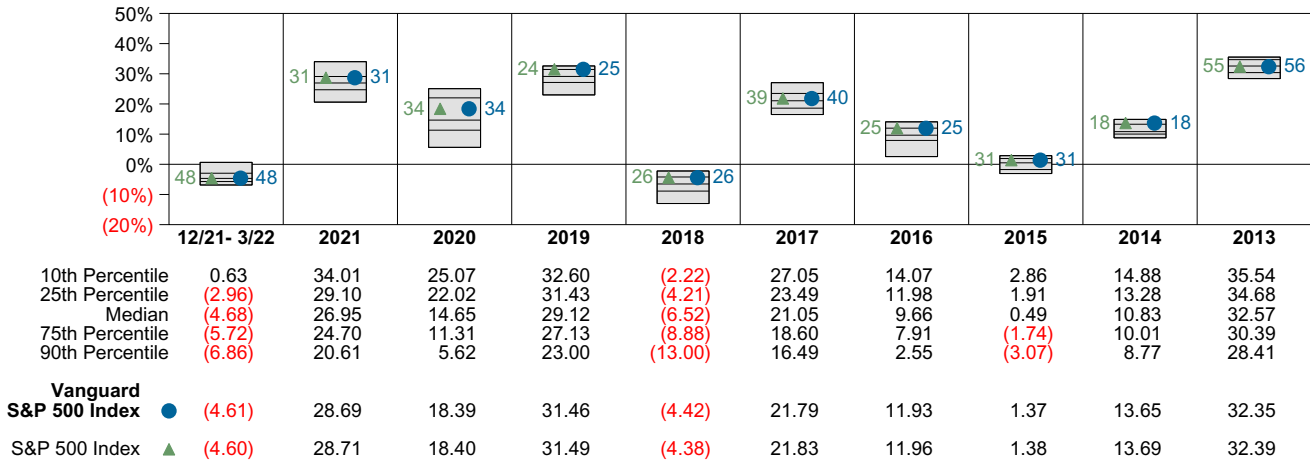 50%
40%
30%
20%
10%
0%
(10%)
(20%)
48 48 31 31 34 34 24 25 26 26 39 40 25 25 31 31 18 18 55 56
12/21- 3/22 2021 2020 2019 2018 2017 2016 2015 2014 2013
10th Percentile 0.63 34.01 25.07 32.60 (2.22) 27.05 14.07 2.86 14.88 35.54
25th Percentile (2.96) 29.10 22.02 31.43 (4.21) 23.49 11.98 1.91 13.28 34.68
Median (4.68) 26.95 14.65 29.12 (6.52) 21.05 9.66 0.49 10.83 32.57
75th Percentile (5.72) 24.70 11.31 27.13 (8.88) 18.60 7.91 (1.74) 10.01 30.39
90th Percentile (6.86) 20.61 5.62 23.00 (13.00) 16.49 2.55 (3.07) 8.77 28.41
Vanguard
S&P 500 Index (4.61) 28.69 18.39 31.46 (4.42) 21.79 11.93 1.37 13.65 32.35
S&P 500 Index (4.60) 28.71 18.40 31.49 (4.38) 21.83 11.96 1.38 13.69 32.39